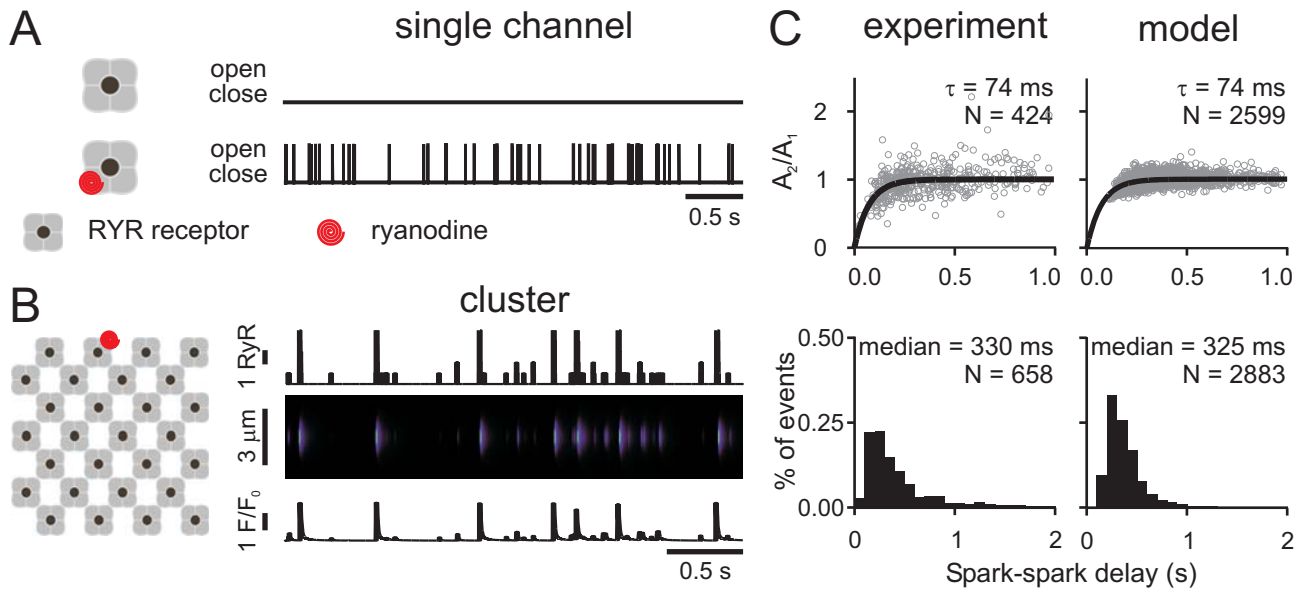 A
single channel
open
close
open
close
0.5 s
RYR receptor
ryanodine
B
cluster
1 RyR
3 μm
1 F/F₀
0.5 s
C
experiment
model
A₂/A₁
2
1
0
τ = 74 ms
N = 424
τ = 74 ms
N = 2599
0.0 0.5 1.0
0.0 0.5 1.0
% of events
0.50
0.25
0.00
median = 330 ms
N = 658
median = 325 ms
N = 2883
0 1 2
0 1 2
Spark-spark delay (s)